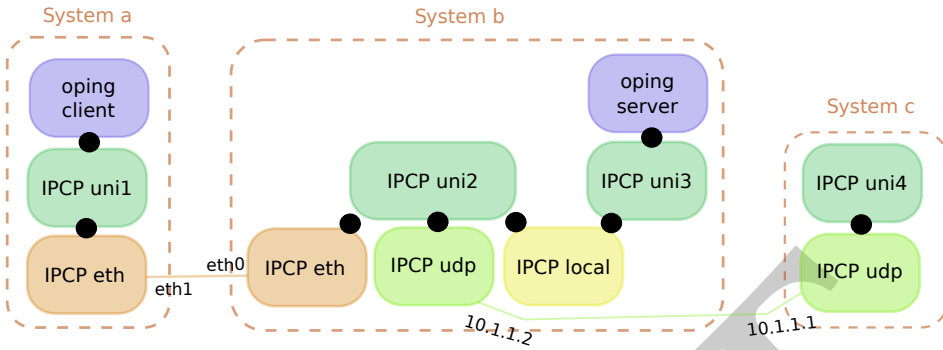 System a
System b
System c
oping
client
oping
server
IPCP uni1
IPCP uni2
IPCP uni3
IPCP uni4
IPCP eth
eth1
eth0
IPCP eth
IPCP udp
IPCP local
IPCP udp
10.1.1.2
10.1.1.1